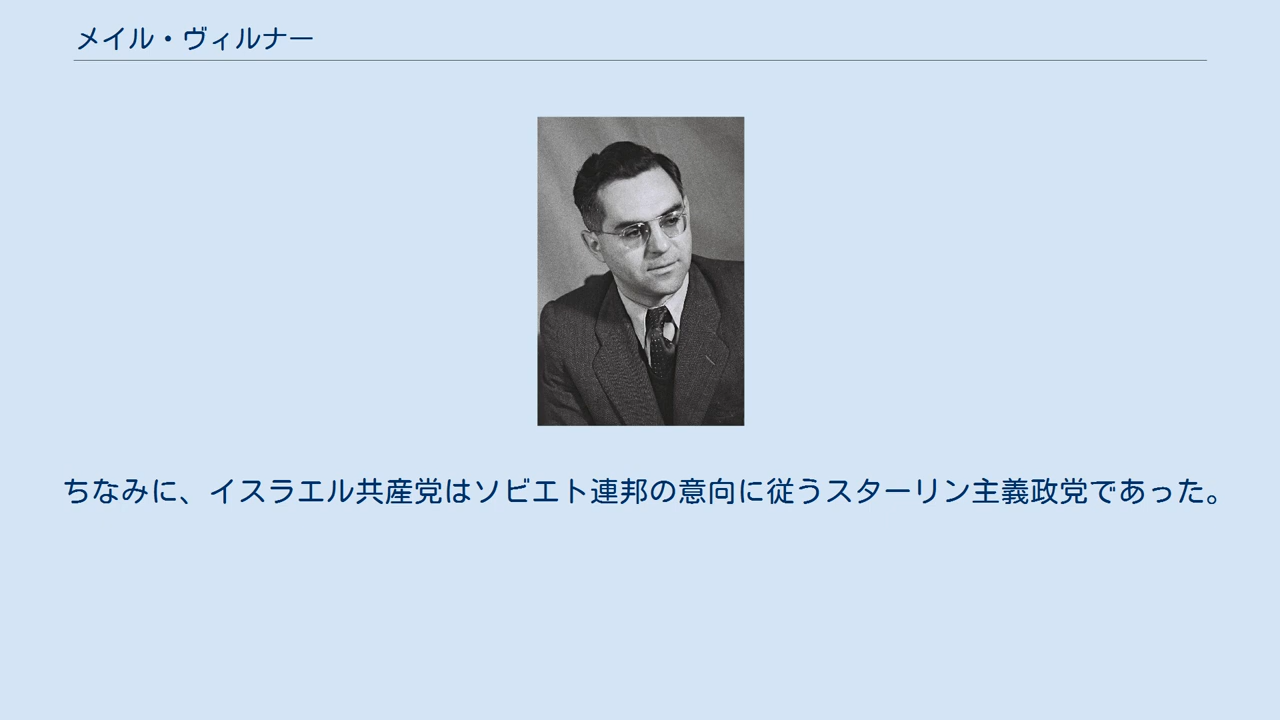 メイル・ヴィルナー
ちなみに、イスラエル共産党はソビエト連邦の意向に従うスターリン主義政党であった。